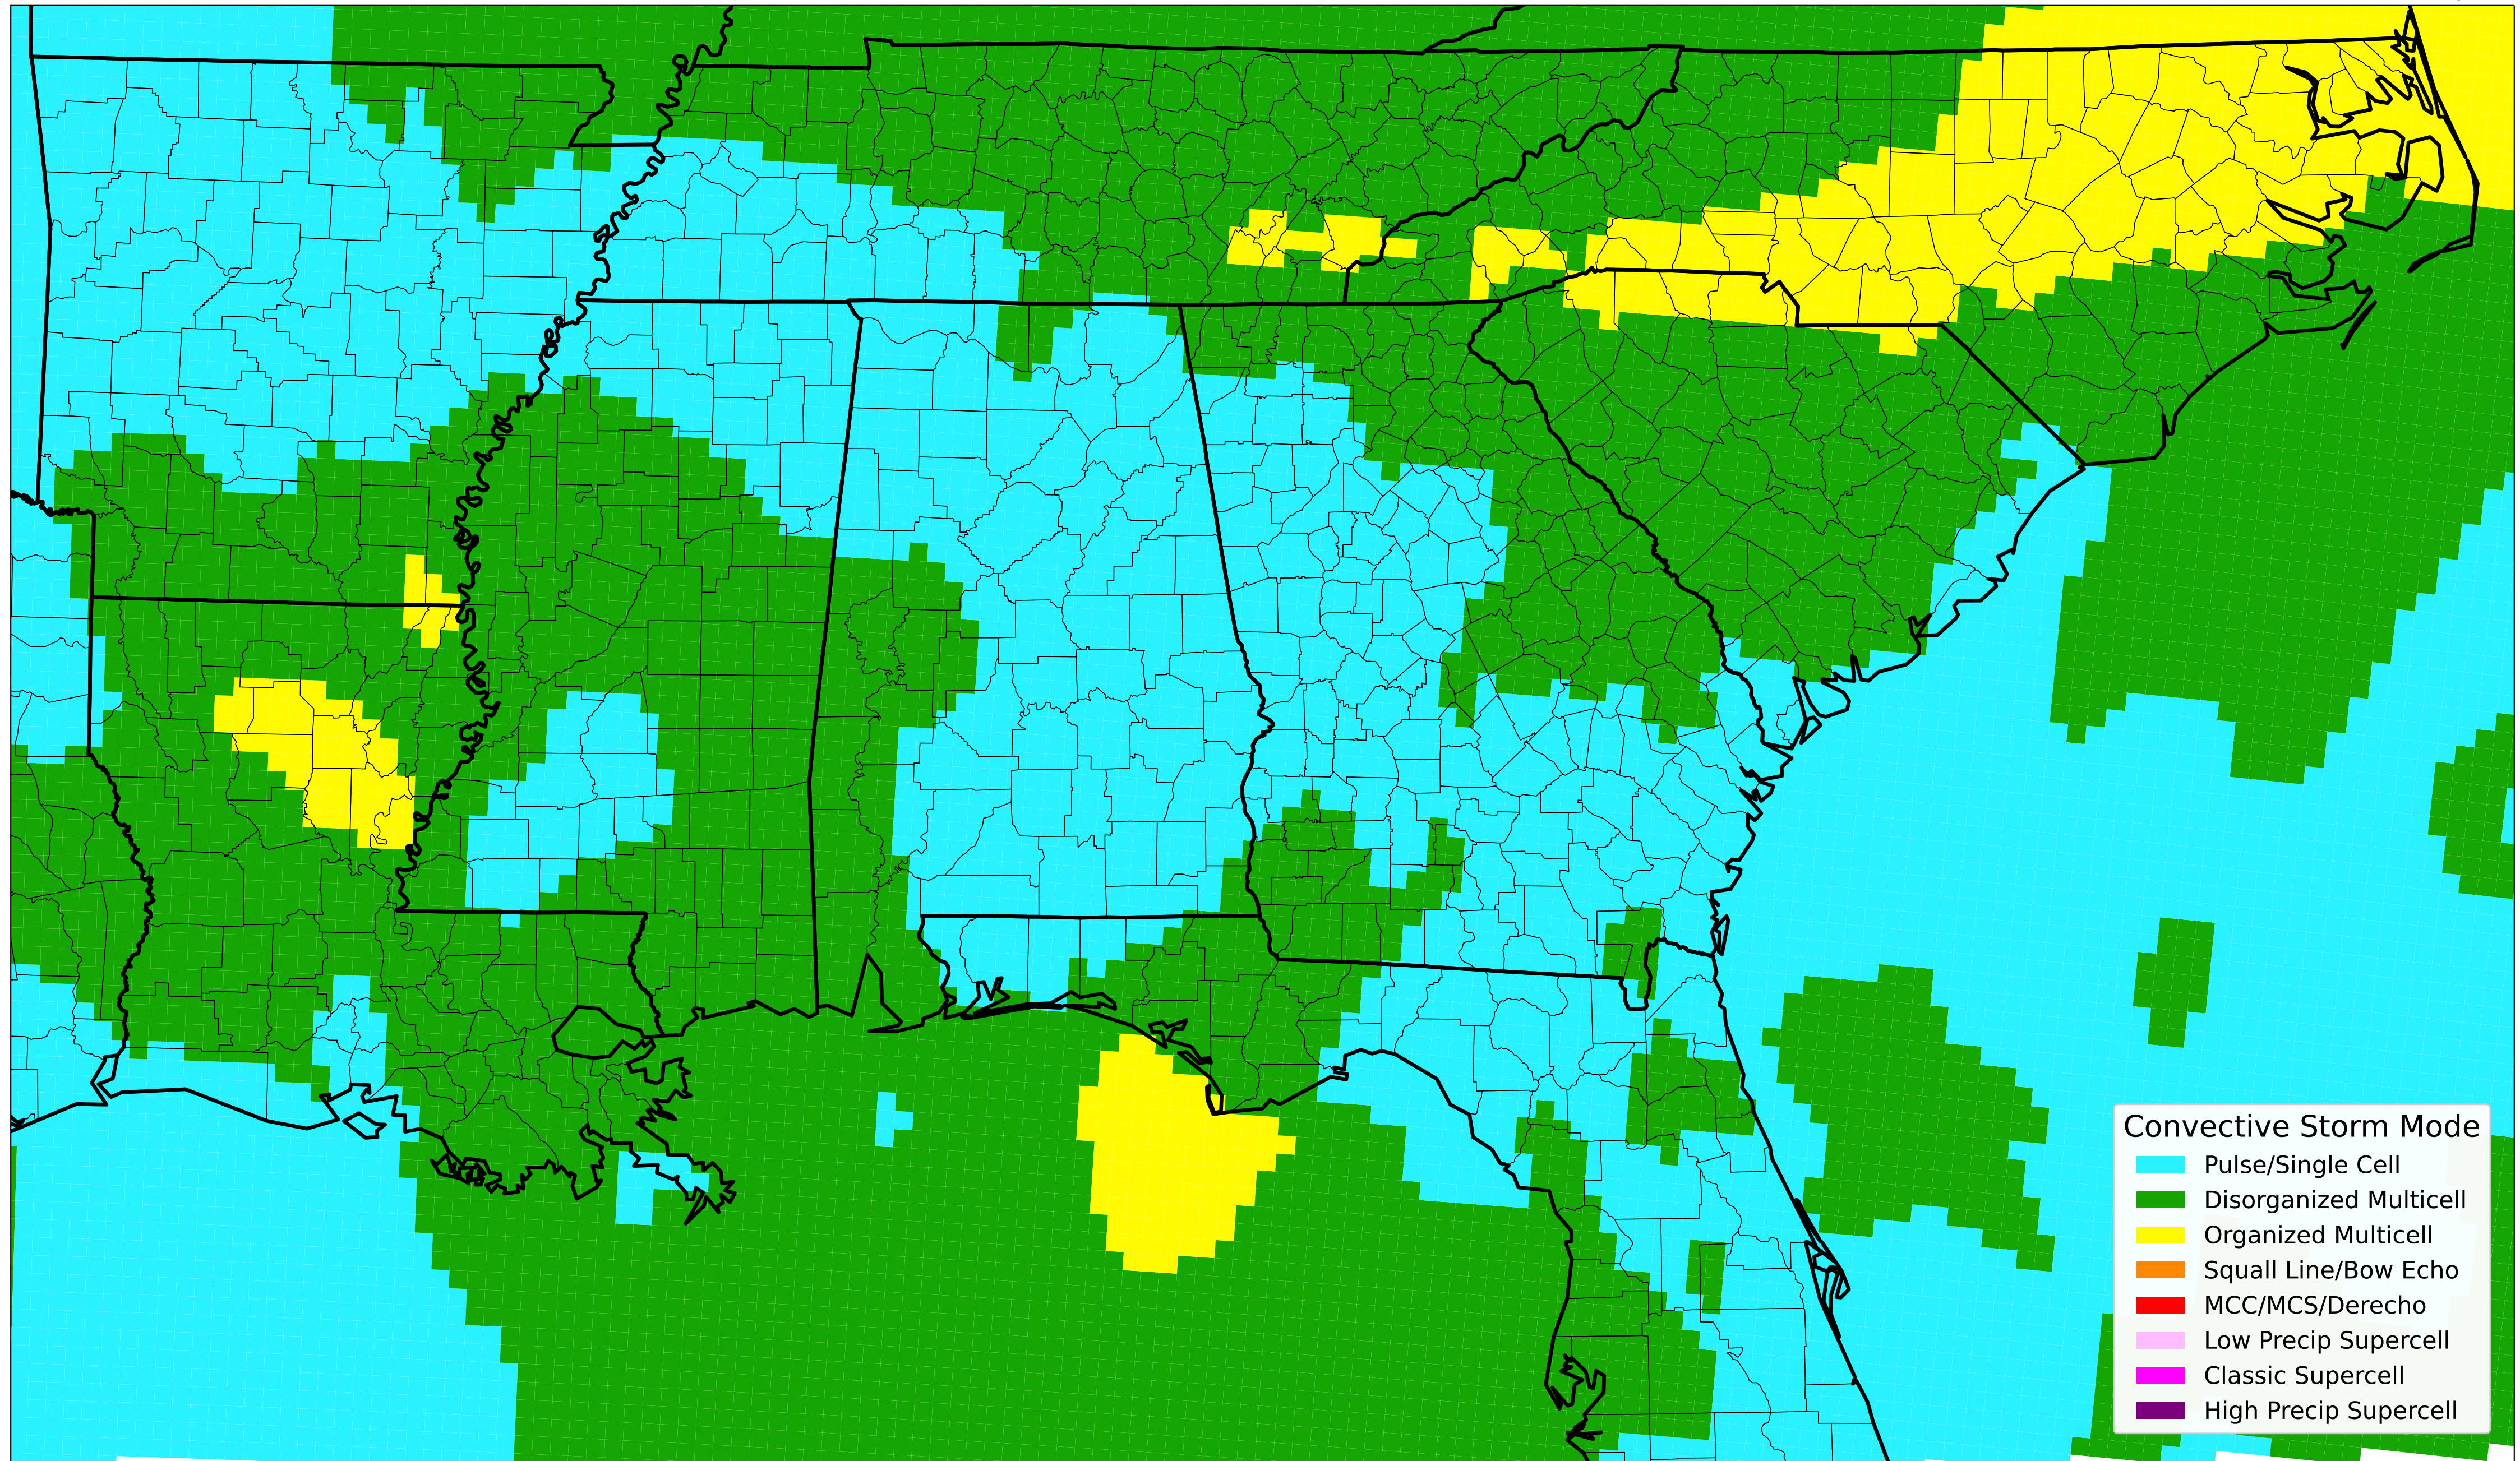 Convective Storm Mode
Pulse/Single Cell
Disorganized Multicell
Organized Multicell
Squall Line/Bow Echo
MCC/MCS/Derecho
Low Precip Supercell
Classic Supercell
High Precip Supercell